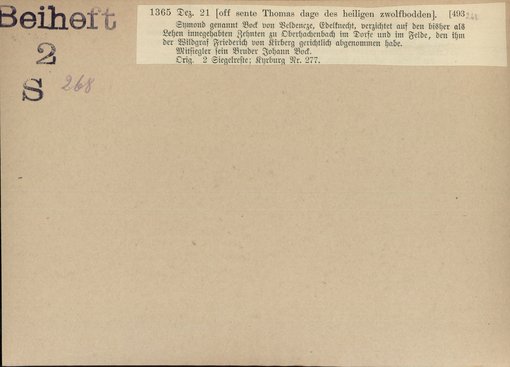 Beiheft
2
S 268
1365 Dez. 21 [off sente Thomas dage des heiligen zwolfbodden]. [493
Symond genannt Bock von Veldencze, Edelknecht, verzichtet auf den bisher als
Lehen innegehabten Zehnten zu Oberhachenbach im Dorfe und im Felde, den ihm
der Wildgraf Friederich von Kirberg gerichtlich abgenommen habe.
Mitsiegler sein Bruder Johann Bock.
Orig. 2 Siegelreste; Kyrburg Nr. 277.